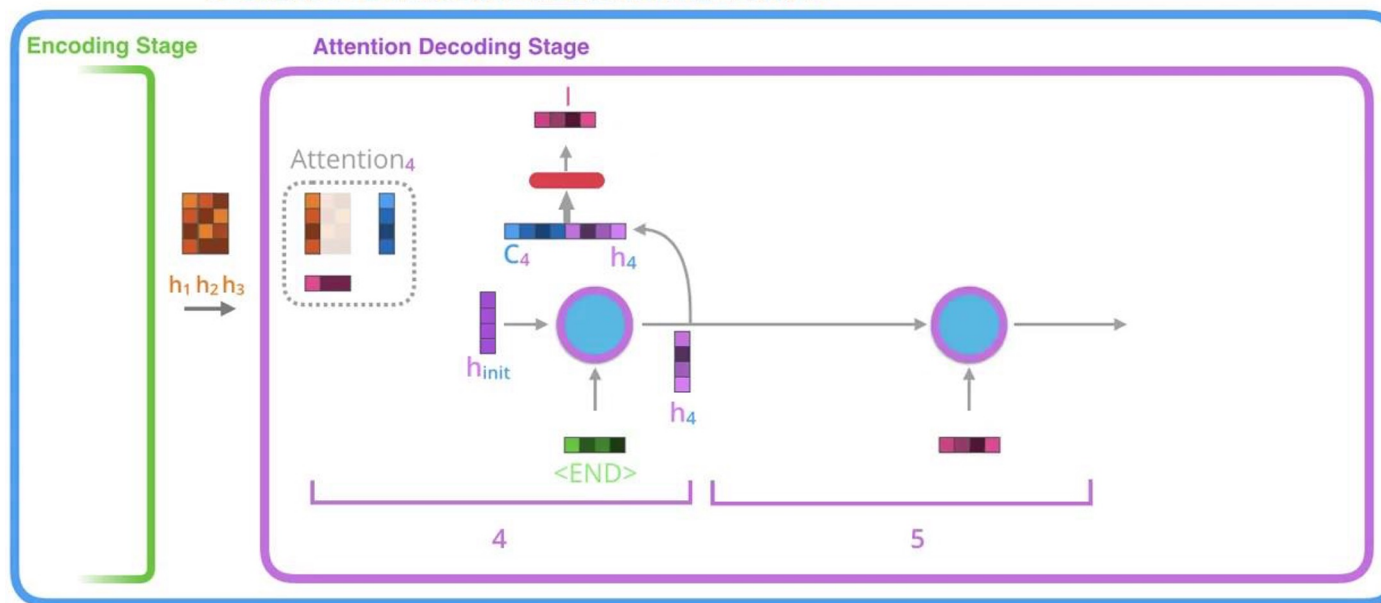 Encoding Stage
Attention Decoding Stage
I
Attention4
h1 h2 h3
C4 h4
hinit
h4
<END>
4 5